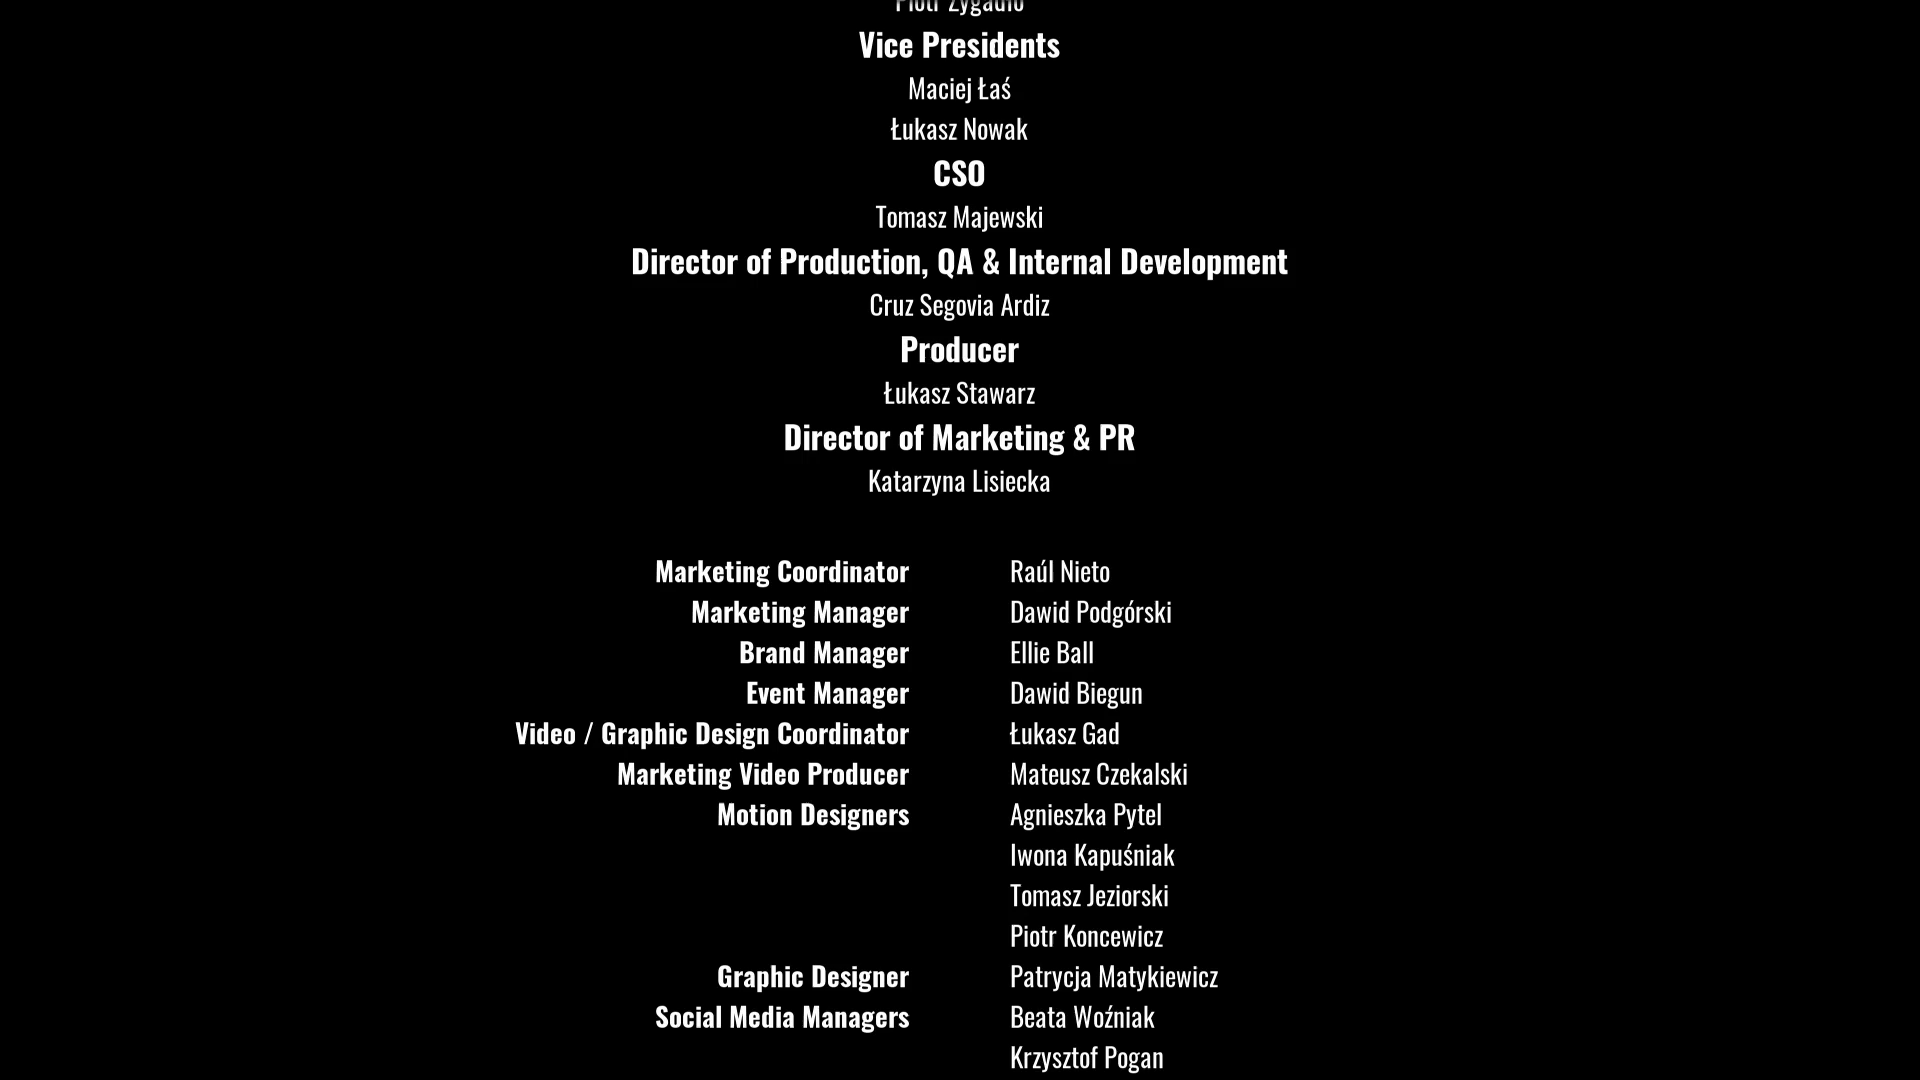 Piotr Żygadło
Vice Presidents
Maciej Łaś
Łukasz Nowak
CSO
Tomasz Majewski
Director of Production, QA & Internal Development
Cruz Segovia Ardiz
Producer
Łukasz Stawarz
Director of Marketing & PR
Katarzyna Lisiecka
Marketing Coordinator Raúl Nieto
Marketing Manager Dawid Podgórski
Brand Manager Ellie Ball
Event Manager Dawid Biegun
Video / Graphic Design Coordinator Łukasz Gad
Marketing Video Producer Mateusz Czekalski
Motion Designers Agnieszka Pytel
Iwona Kapuśniak
Tomasz Jeziorski
Piotr Koncewicz
Graphic Designer Patrycja Matykiewicz
Social Media Managers Beata Woźniak
Krzysztof Pogan